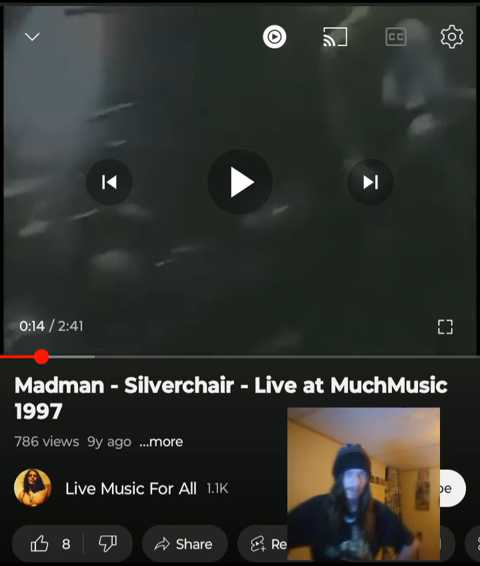 CC
0:14 / 2:41
Madman - Silverchair - Live at MuchMusic
1997
786 views 9y ago ...more
Live Music For All 1.1K
8 Share